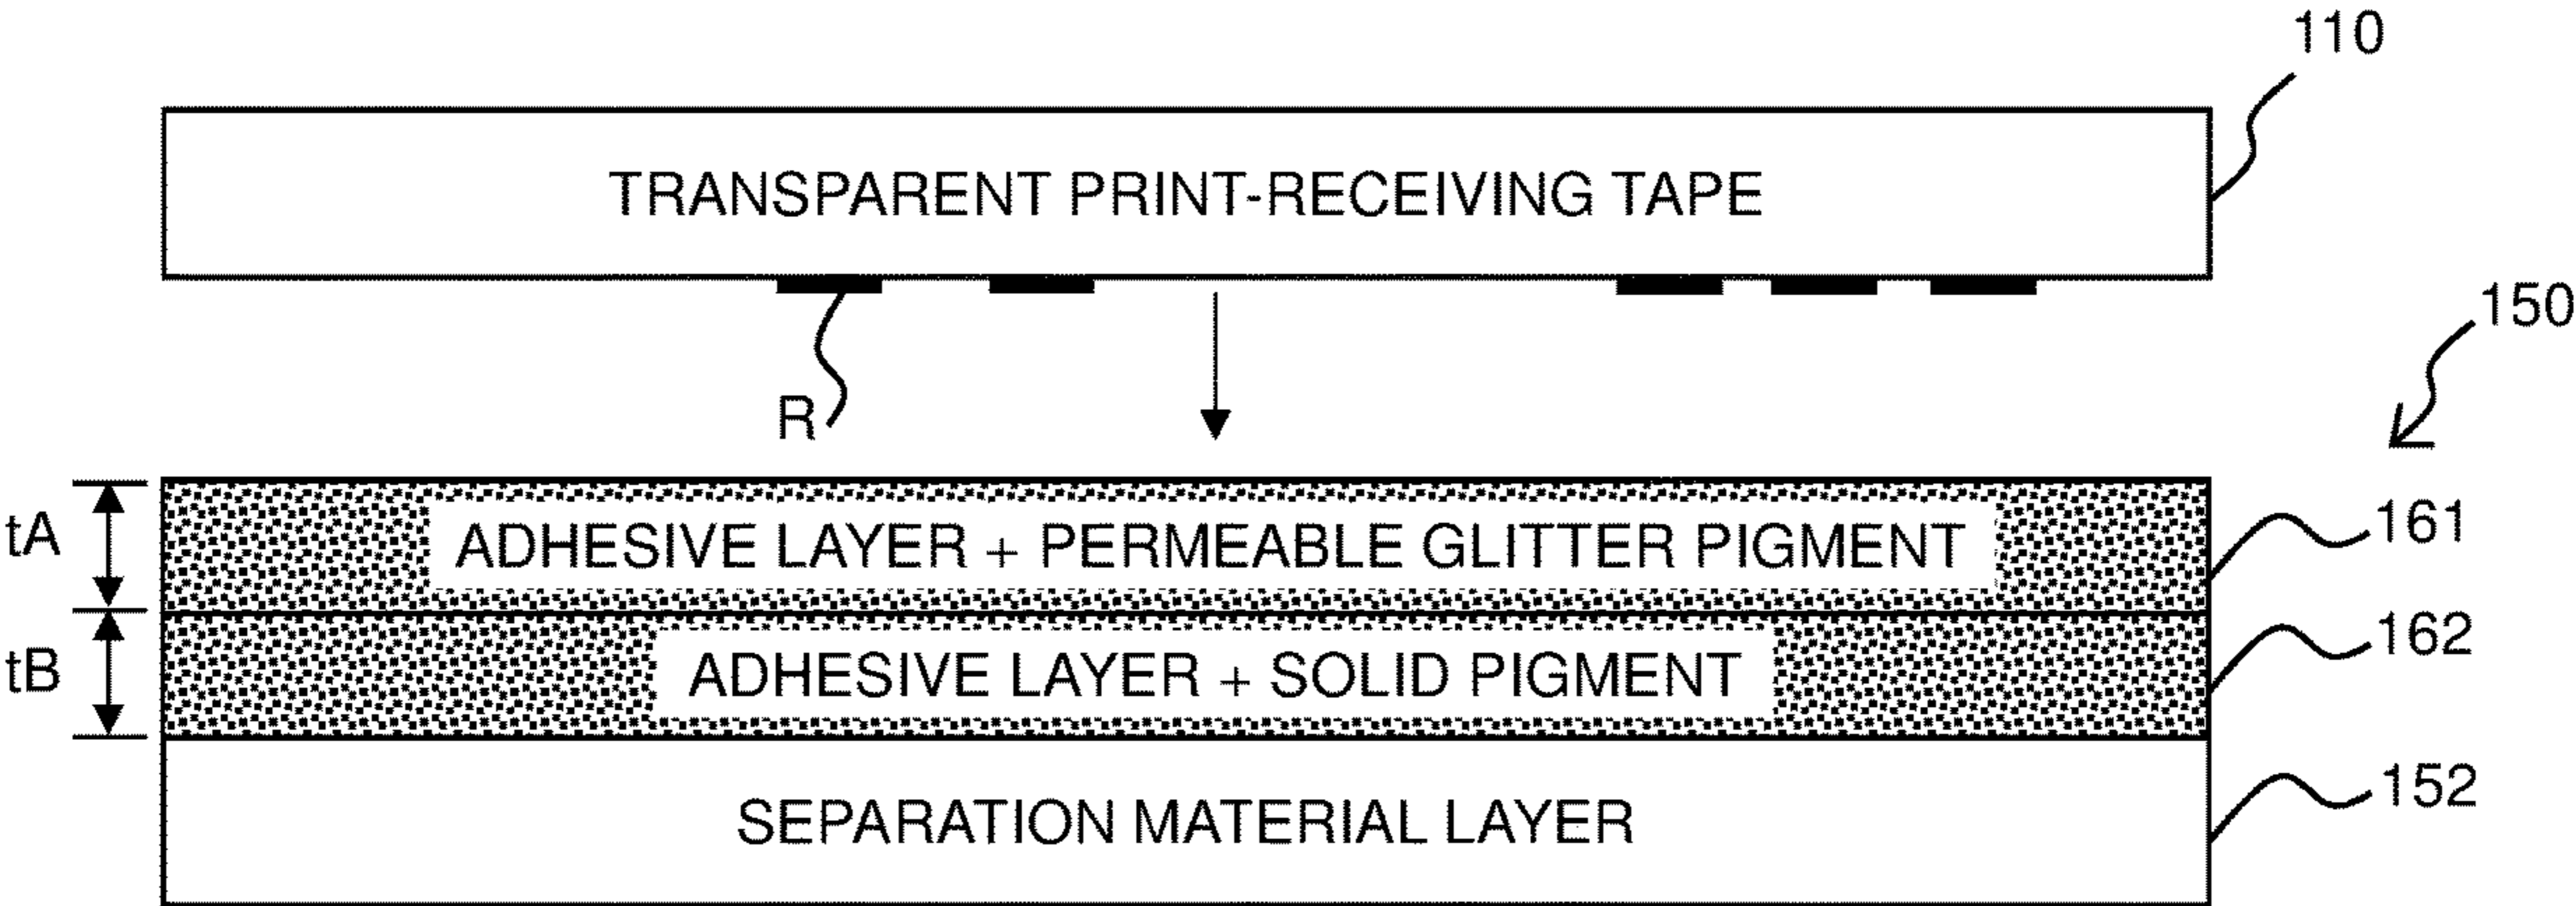 110
TRANSPARENT PRINT-RECEIVING TAPE
150
R
tA
ADHESIVE LAYER + PERMEABLE GLITTER PIGMENT
161
tB
ADHESIVE LAYER + SOLID PIGMENT
162
SEPARATION MATERIAL LAYER
152